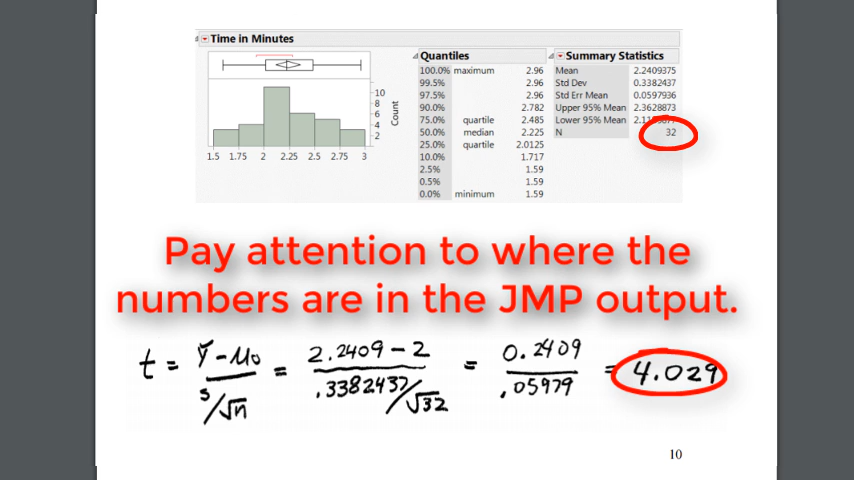 Time in Minutes
10
8
6
4
2
Count
1.5 1.75 2 2.25 2.5 2.75 3
Quantiles
100.0% maximum 2.96
99.5% 2.96
97.5% 2.96
90.0% 2.782
75.0% quartile 2.485
50.0% median 2.225
25.0% quartile 2.0125
10.0% 1.717
2.5% 1.59
0.5% 1.59
0.0% minimum 1.59
Summary Statistics
Mean 2.2409375
Std Dev 0.3382437
Std Err Mean 0.0597936
Upper 95% Mean 2.3628873
Lower 95% Mean
N 32
Pay attention to where the
numbers are in the JMP output.
t = Ȳ-μ₀ / s/√n = 2.2409-2 / .3382437/√32 = 0.2409 / .05979 = 4.029
10